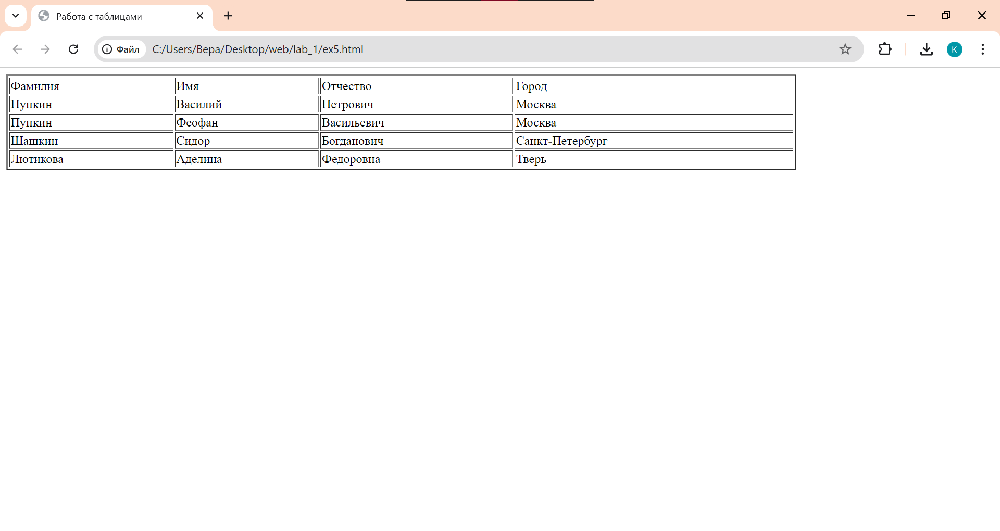 Работа с таблицами
Файл C:/Users/Вера/Desktop/web/lab_1/ex5.html
K
Фамилия Имя Отчество Город
Пупкин Василий Петрович Москва
Пупкин Феофан Васильевич Москва
Шашкин Сидор Богданович Санкт-Петербург
Лютикова Аделина Федоровна Тверь